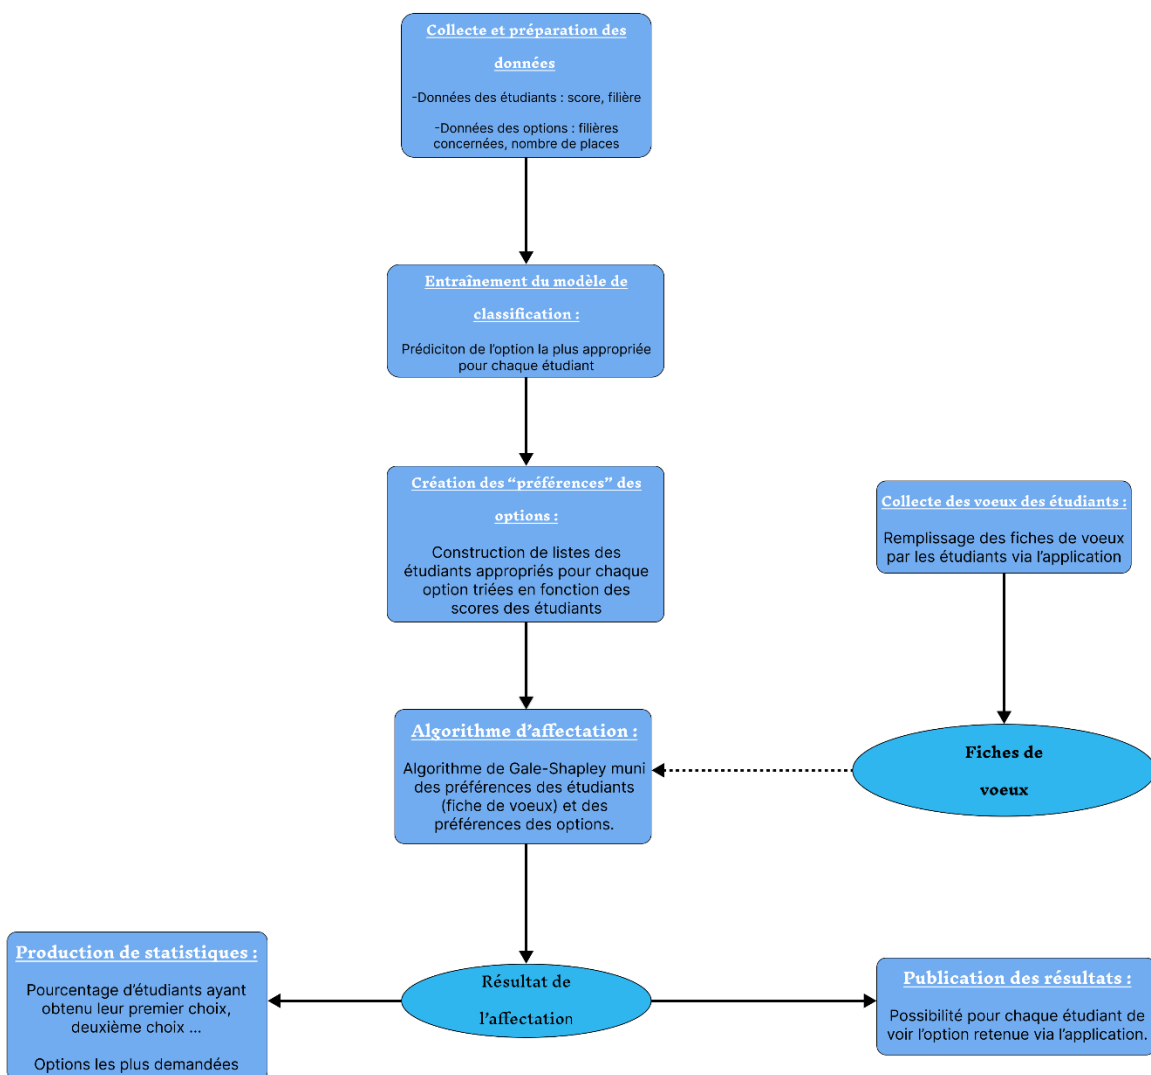 Collecte et préparation des
données
-Données des étudiants : score, filière
-Données des options : filières
concernées, nombre de places
Entraînement du modèle de
classification :
Prédiciton de l'option la plus appropriée
pour chaque étudiant
Création des “préférences” des
options :
Construction de listes des
étudiants appropriés pour chaque
option triées en fonction des
scores des étudiants
Collecte des voeux des étudiants :
Remplissage des fiches de voeux
par les étudiants via l'application
Algorithme d'affectation :
Algorithme de Gale-Shapley muni
des préférences des étudiants
(fiche de voeux) et des
préférences des options.
Fiches de
voeux
Production de statistiques :
Pourcentage d'étudiants ayant
obtenu leur premier choix,
deuxième choix ...
Options les plus demandées
Résultat de
l'affectation
Publication des résultats :
Possibilité pour chaque étudiant de
voir l'option retenue via l'application.